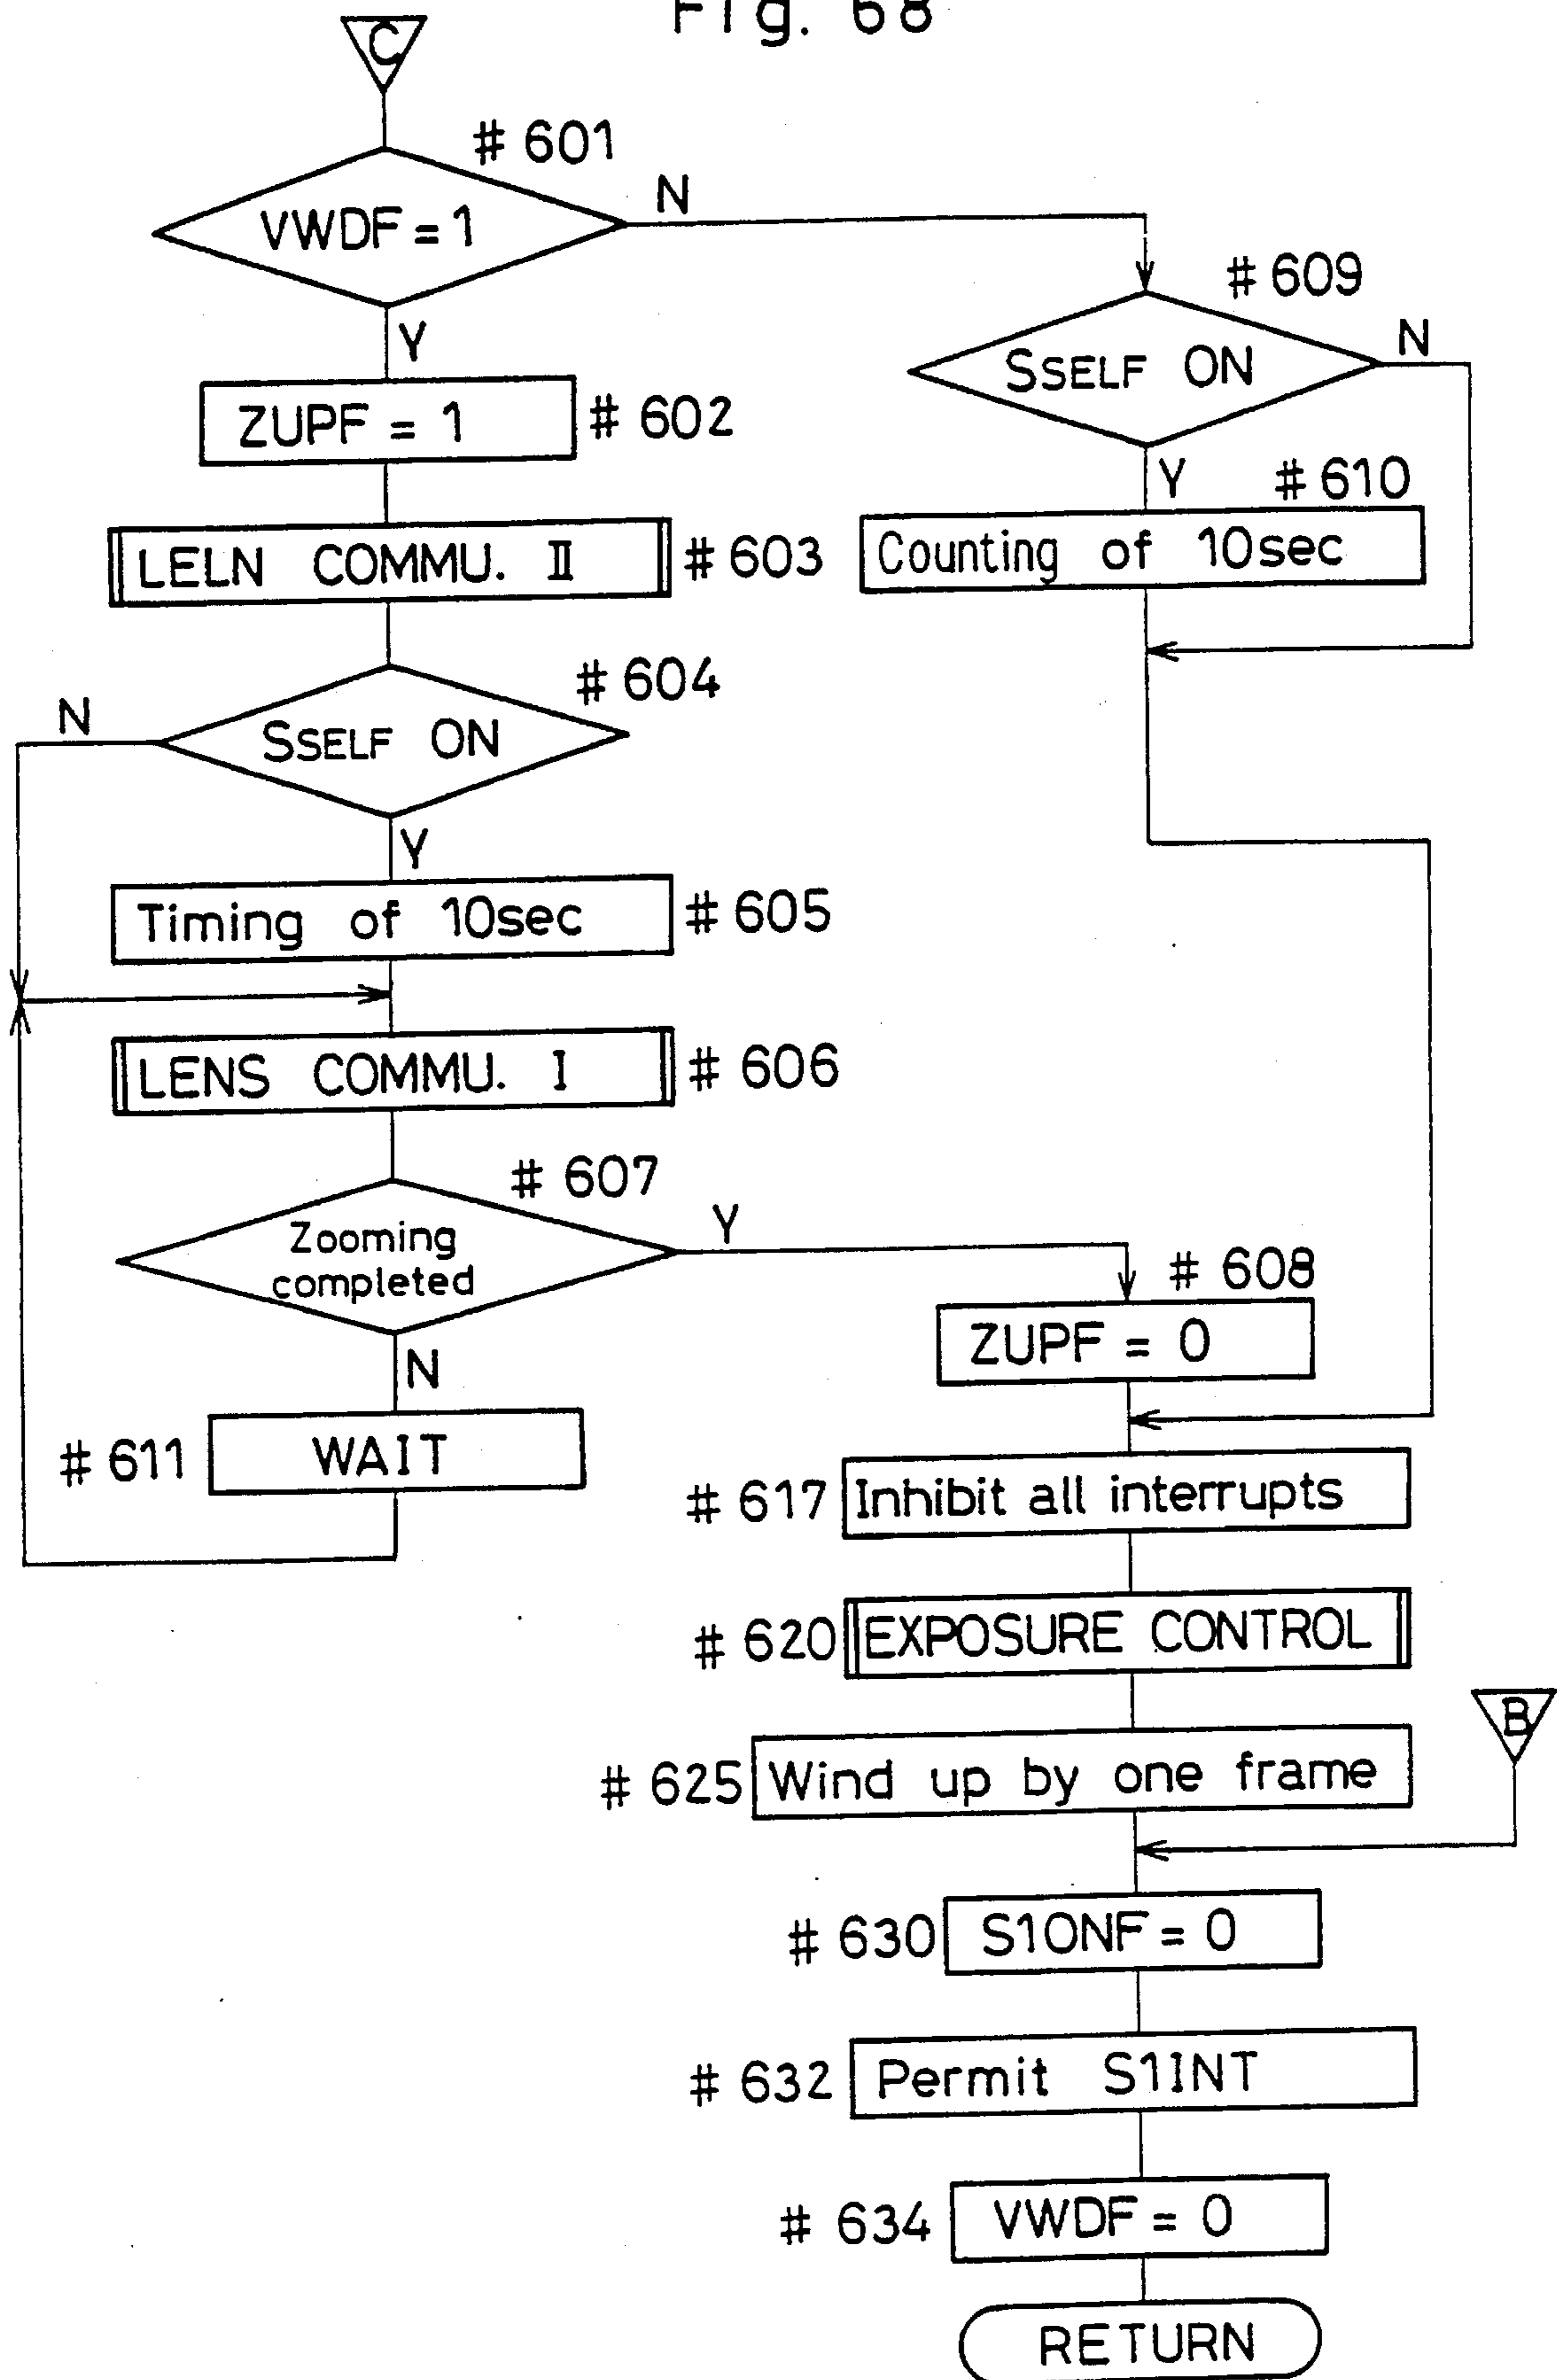 Fig. 68
C
# 601
VWDF = 1
N
Y
# 609
SSELF ON
N
Y
ZUPF = 1
# 602
# 610
Counting of 10sec
LELN COMMU. II
# 603
# 604
N
SSELF ON
Y
Timing of 10sec
# 605
LENS COMMU. I
# 606
# 607
Zooming
completed
Y
N
# 608
ZUPF = 0
# 611
WAIT
# 617
Inhibit all interrupts
# 620
EXPOSURE CONTROL
B
# 625
Wind up by one frame
# 630
S1ONF = 0
# 632
Permit S1INT
# 634
VWDF = 0
RETURN